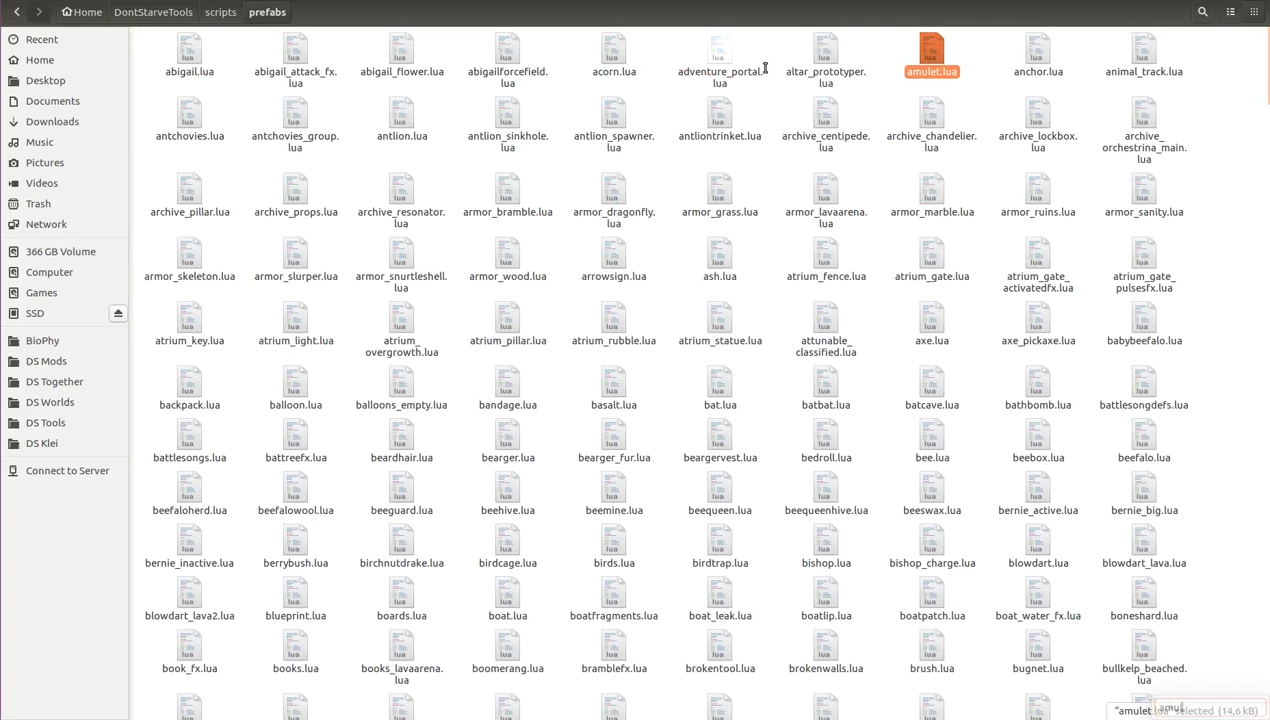 Home DontStarveTools scripts prefabs
Recent
Home
Desktop
Documents
Downloads
Music
Pictures
Videos
Trash
Network
366 GB Volume
Computer
Games
SSD
BioPhy
DS Mods
DS Together
DS Worlds
DS Tools
DS Klei
Connect to Server
abigail.lua abigail_attack_fx. abigail_flower.lua abigailforcefield. acorn.lua adventure_portal. altar_prototyper. amulet.lua anchor.lua animal_track.lua
lua lua lua lua
antchovies.lua antchovies_group. antlion.lua antlion_sinkhole. antlion_spawner. antliontrinket.lua archive_centipede. archive_chandelier. archive_lockbox. archive_
lua lua lua lua lua lua orchestrina_main.
lua
archive_pillar.lua archive_props.lua archive_resonator. armor_bramble.lua armor_dragonfly. armor_grass.lua armor_lavaarena. armor_marble.lua armor_ruins.lua armor_sanity.lua
lua lua lua
armor_skeleton.lua armor_slurper.lua armor_snurtleshell. armor_wood.lua arrowsign.lua ash.lua atrium_fence.lua atrium_gate.lua atrium_gate_ atrium_gate_
lua activatedfx.lua pulsesfx.lua
atrium_key.lua atrium_light.lua atrium_ atrium_pillar.lua atrium_rubble.lua atrium_statue.lua attunable_ axe.lua axe_pickaxe.lua babybeefalo.lua
overgrowth.lua classified.lua
backpack.lua balloon.lua balloons_empty.lua bandage.lua basalt.lua bat.lua batbat.lua batcave.lua bathbomb.lua battlesongdefs.lua
battlesongs.lua battreefx.lua beardhair.lua bearger.lua bearger_fur.lua beargervest.lua bedroll.lua bee.lua beebox.lua beefalo.lua
beefaloherd.lua beefalowool.lua beeguard.lua beehive.lua beemine.lua beequeen.lua beequeenhive.lua beeswax.lua bernie_active.lua bernie_big.lua
bernie_inactive.lua berrybush.lua birchnutdrake.lua birdcage.lua birds.lua birdtrap.lua bishop.lua bishop_charge.lua blowdart.lua blowdart_lava.lua
blowdart_lava2.lua blueprint.lua boards.lua boat.lua boatfragments.lua boat_leak.lua boatlip.lua boatpatch.lua boat_water_fx.lua boneshard.lua
book_fx.lua books.lua books_lavaarena. boomerang.lua bramblefx.lua brokentool.lua brokenwalls.lua brush.lua bugnet.lua bullkelp_beached.
lua lua
"amulet.lua" selected (14,6 kB)
amul